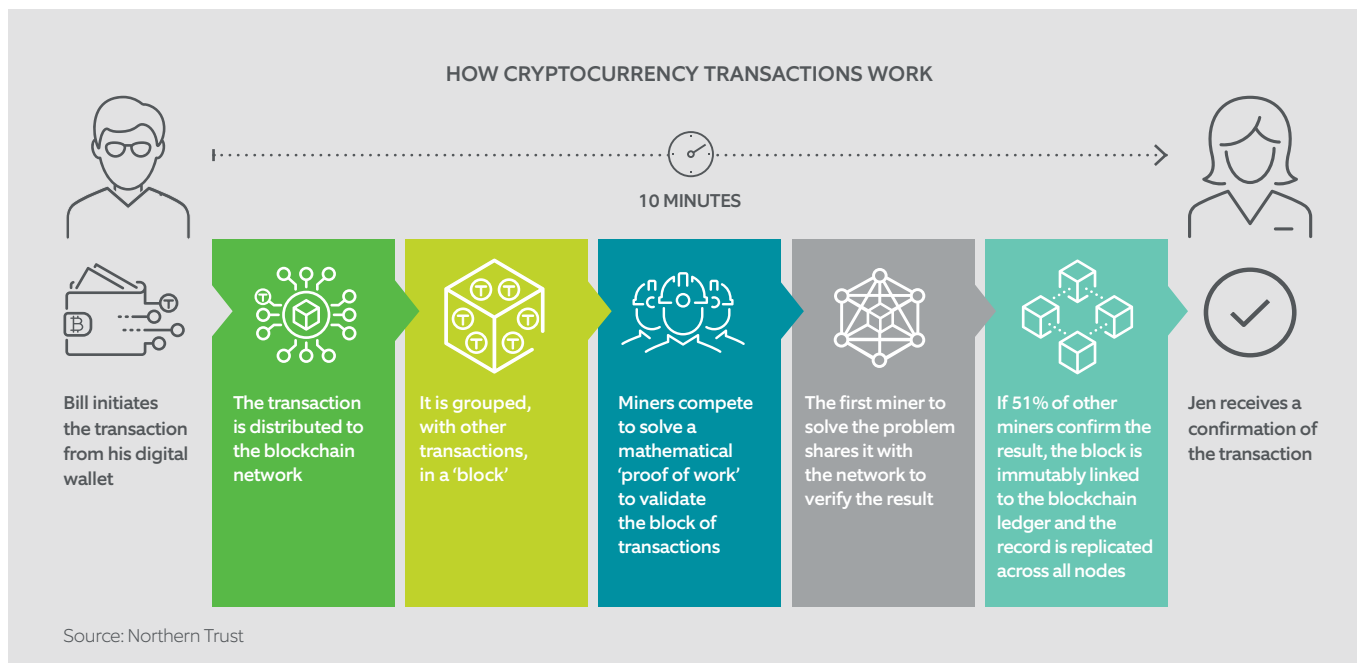 HOW CRYPTOCURRENCY TRANSACTIONS WORK
10 MINUTES
Bill initiates
the transaction
from his digital
wallet
The transaction
is distributed to
the blockchain
network
It is grouped,
with other
transactions,
in a ‘block’
Miners compete
to solve a
mathematical
‘proof of work’
to validate
the block of
transactions
The first miner to
solve the problem
shares it with
the network to
verify the result
If 51% of other
miners confirm the
result, the block is
immutably linked
to the blockchain
ledger and the
record is replicated
across all nodes
Jen receives a
confirmation of
the transaction
Source: Northern Trust